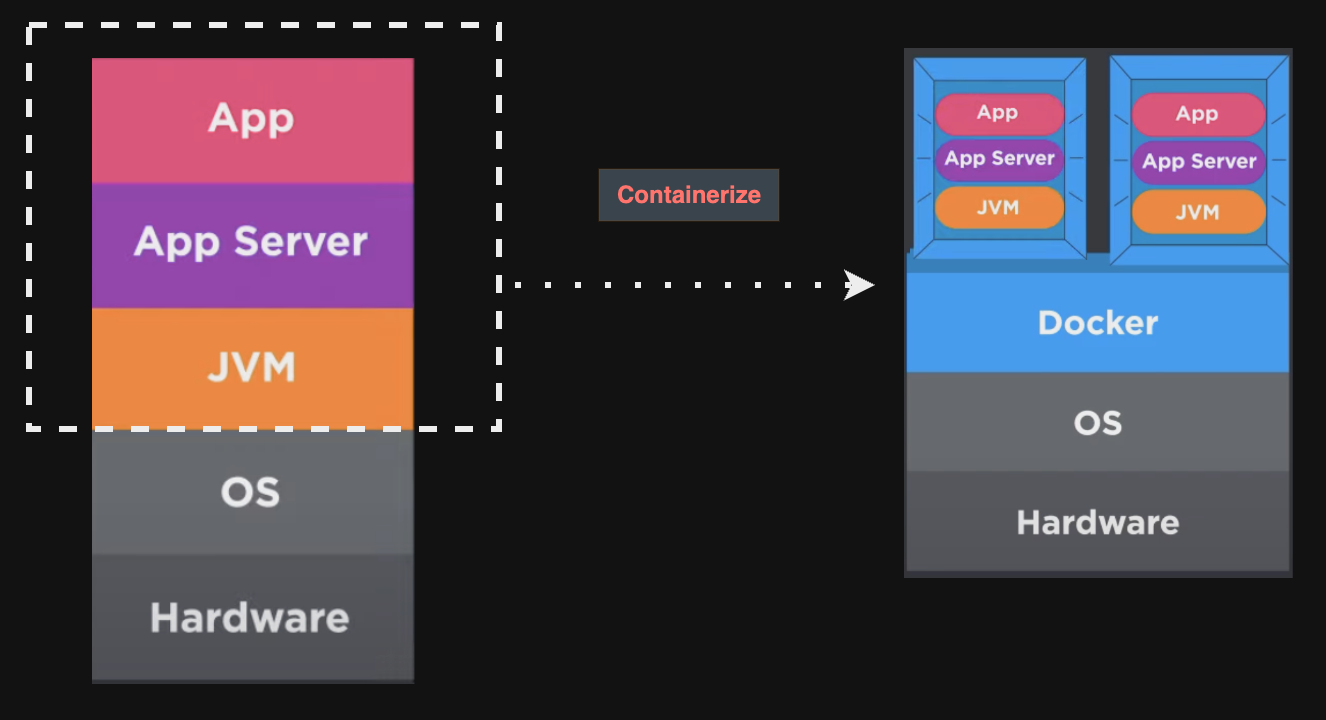 App
App Server
JVM
OS
Hardware
Containerize
App
App Server
JVM
App
App Server
JVM
Docker
OS
Hardware